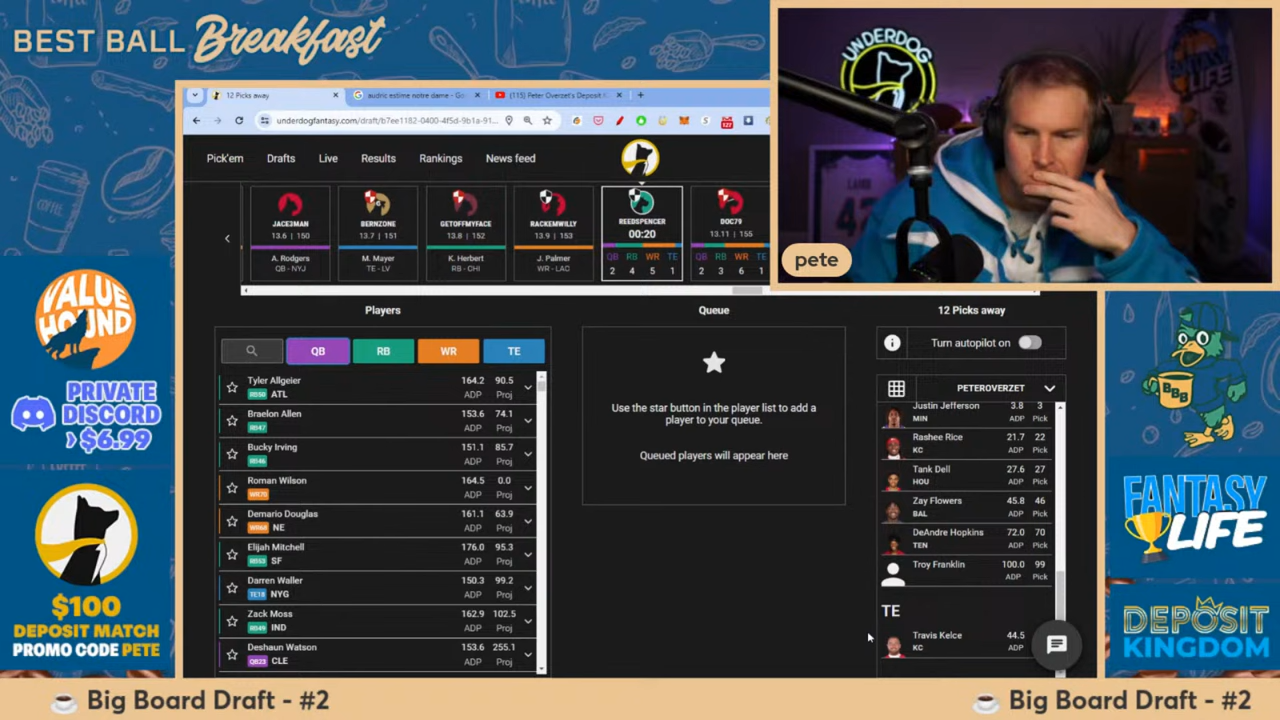 BEST BALL Breakfast
12 Picks away
audric estime notre dame - Go
(115) Peter Overzet's Deposit K
underdogfantasy.com/draft/b7ee1182-0400-4f5d-9b1a-91...
Pick'em Drafts Live Results Rankings News feed
JACE3MAN
13.6 | 150
A. Rodgers
QB - NYJ
BERNZONE
13.7 | 151
M. Mayer
TE - LV
GETOFFMYFACE
13.8 | 152
K. Herbert
RB - CHI
RACKEMWILLY
13.9 | 153
J. Palmer
WR - LAC
REEDSPENCER
00:20
QB RB WR TE
2 4 5 1
DOC79
13.11 | 155
QB RB WR TE
2 3 6 1
UNDERDOG
FANTASY LIFE
pete
Players
QB RB WR TE
Tyler Allgeier 164.2 90.5
RB50 ATL ADP Proj
Braelon Allen 153.6 74.1
RB47 ADP Proj
Bucky Irving 151.1 85.7
RB46 ADP Proj
Roman Wilson 164.5 0.0
WR70 ADP Proj
Demario Douglas 161.1 63.9
NE ADP Proj
Elijah Mitchell 176.0 95.3
RB53 SF ADP Proj
Darren Waller 150.3 99.2
TE18 NYG ADP Proj
Zack Moss 162.9 102.5
RB49 IND ADP Proj
Deshaun Watson 153.6 255.1
QB23 CLE ADP Proj
Queue
Use the star button in the player list to add a
player to your queue.
Queued players will appear here
12 Picks away
Turn autopilot on
PETEROVERZET
Justin Jefferson 3.8 3
MIN ADP Pick
Rashee Rice 21.7 22
KC ADP Pick
Tank Dell 27.6 27
HOU ADP Pick
Zay Flowers 45.8 46
BAL ADP Pick
DeAndre Hopkins 72.0 70
TEN ADP Pick
Troy Franklin 100.0 99
ADP Pick
TE
Travis Kelce 44.5
KC ADP
VALUE
HOUND
PRIVATE
DISCORD
> $6.99
$100
DEPOSIT MATCH
PROMO CODE PETE
BBB
FANTASY
LIFE
DEPOSIT
KINGDOM
Big Board Draft - #2
Big Board Draft - #2